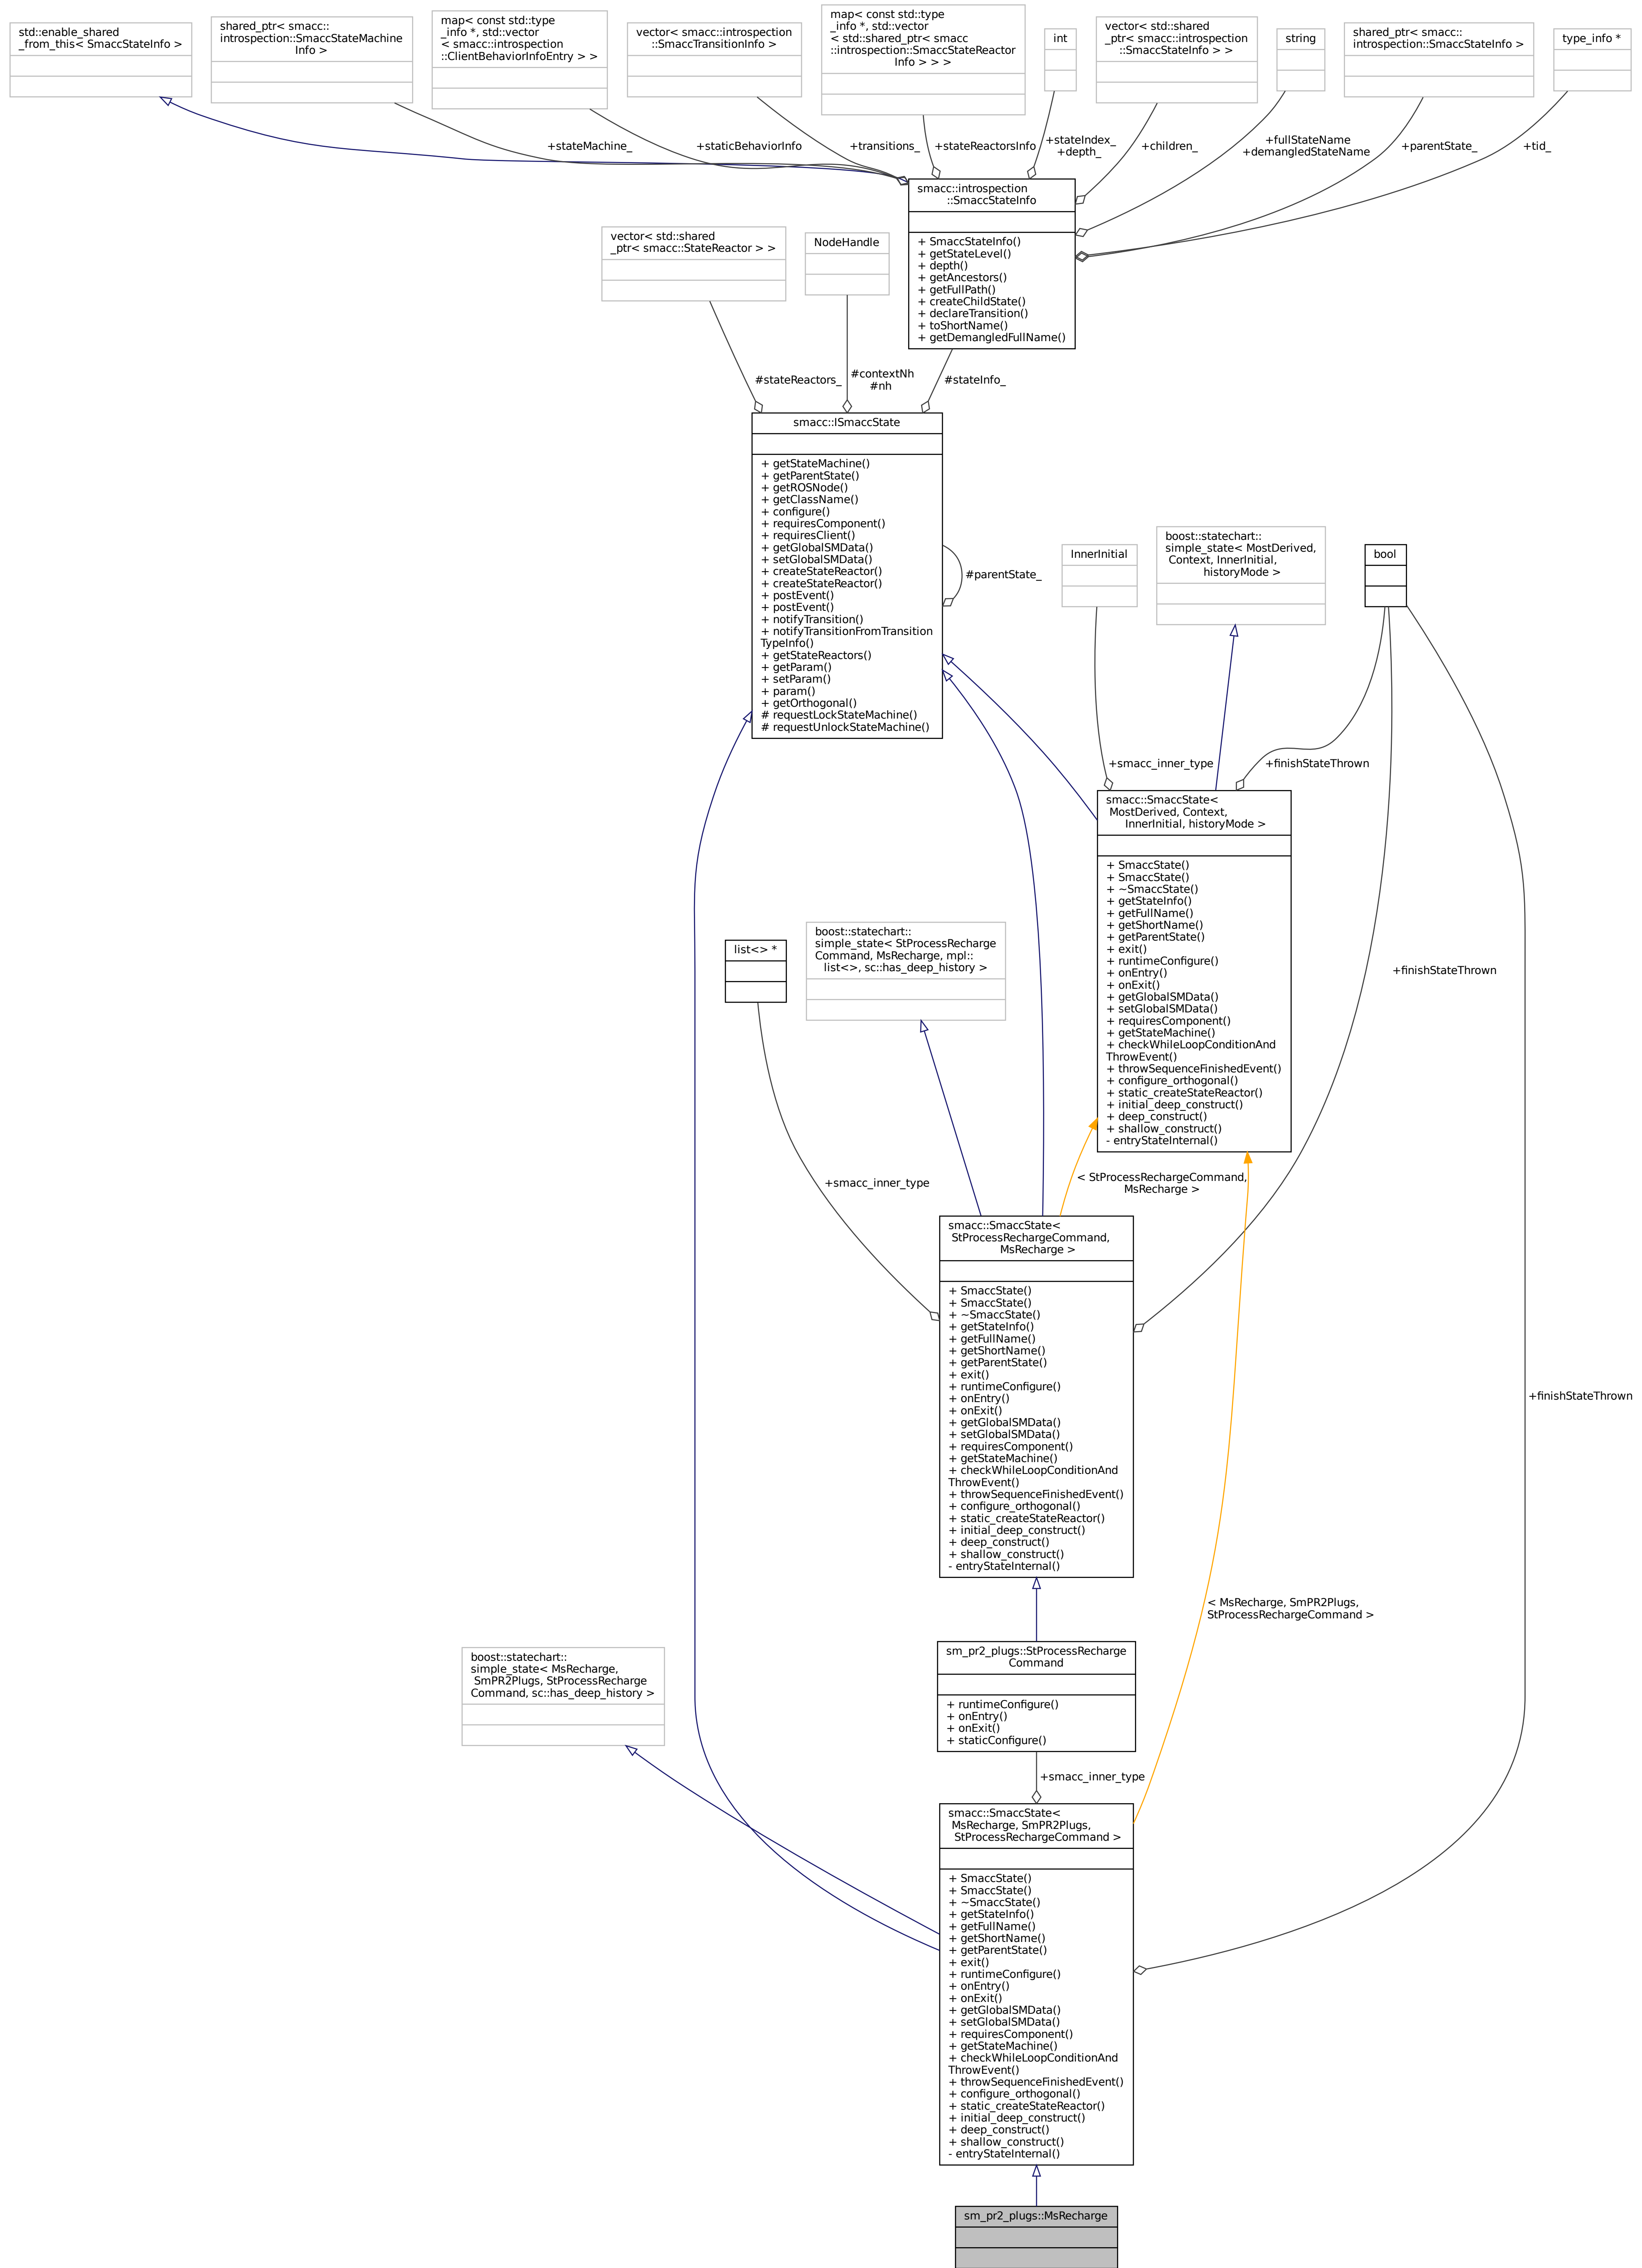 std::enable_shared
_from_this< SmaccStateInfo >
shared_ptr< smacc::
introspection::SmaccStateMachine
Info >
map< const std::type
_info *, std::vector
< smacc::introspection
::ClientBehaviorInfoEntry > >
vector< smacc::introspection
::SmaccTransitionInfo >
map< const std::type
_info *, std::vector
< std::shared_ptr< smacc
::introspection::SmaccStateReactor
Info > > >
int
vector< std::shared
_ptr< smacc::introspection
::SmaccStateInfo > >
string
shared_ptr< smacc::
introspection::SmaccStateInfo >
type_info *
+stateMachine_
+staticBehaviorInfo
+transitions_
+stateReactorsInfo
+stateIndex_
+depth_
+children_
+fullStateName
+demangledStateName
+parentState_
+tid_
smacc::introspection
::SmaccStateInfo
+ SmaccStateInfo()
+ getStateLevel()
+ depth()
+ getAncestors()
+ getFullPath()
+ createChildState()
+ declareTransition()
+ toShortName()
+ getDemangledFullName()
vector< std::shared
_ptr< smacc::StateReactor > >
NodeHandle
#stateReactors_
#contextNh
#nh
#stateInfo_
smacc::ISmaccState
+ getStateMachine()
+ getParentState()
+ getROSNode()
+ getClassName()
+ configure()
+ requiresComponent()
+ requiresClient()
+ getGlobalSMData()
+ setGlobalSMData()
+ createStateReactor()
+ createStateReactor()
+ postEvent()
+ postEvent()
+ notifyTransition()
+ notifyTransitionFromTransition
TypeInfo()
+ getStateReactors()
+ getParam()
+ setParam()
+ param()
+ getOrthogonal()
# requestLockStateMachine()
# requestUnlockStateMachine()
#parentState_
InnerInitial
boost::statechart::
simple_state< MostDerived,
Context, InnerInitial,
historyMode >
bool
+smacc_inner_type
+finishStateThrown
smacc::SmaccState<
MostDerived, Context,
InnerInitial, historyMode >
+ SmaccState()
+ SmaccState()
+ ~SmaccState()
+ getStateInfo()
+ getFullName()
+ getShortName()
+ getParentState()
+ exit()
+ runtimeConfigure()
+ onEntry()
+ onExit()
+ getGlobalSMData()
+ setGlobalSMData()
+ requiresComponent()
+ getStateMachine()
+ checkWhileLoopConditionAnd
ThrowEvent()
+ throwSequenceFinishedEvent()
+ configure_orthogonal()
+ static_createStateReactor()
+ initial_deep_construct()
+ deep_construct()
+ shallow_construct()
- entryStateInternal()
list<> *
boost::statechart::
simple_state< StProcessRecharge
Command, MsRecharge, mpl::
list<>, sc::has_deep_history >
+finishStateThrown
+smacc_inner_type
< StProcessRechargeCommand,
MsRecharge >
smacc::SmaccState<
StProcessRechargeCommand,
MsRecharge >
+ SmaccState()
+ SmaccState()
+ ~SmaccState()
+ getStateInfo()
+ getFullName()
+ getShortName()
+ getParentState()
+ exit()
+ runtimeConfigure()
+ onEntry()
+ onExit()
+ getGlobalSMData()
+ setGlobalSMData()
+ requiresComponent()
+ getStateMachine()
+ checkWhileLoopConditionAnd
ThrowEvent()
+ throwSequenceFinishedEvent()
+ configure_orthogonal()
+ static_createStateReactor()
+ initial_deep_construct()
+ deep_construct()
+ shallow_construct()
- entryStateInternal()
+finishStateThrown
< MsRecharge, SmPR2Plugs,
StProcessRechargeCommand >
boost::statechart::
simple_state< MsRecharge,
SmPR2Plugs, StProcessRecharge
Command, sc::has_deep_history >
sm_pr2_plugs::StProcessRecharge
Command
+ runtimeConfigure()
+ onEntry()
+ onExit()
+ staticConfigure()
+smacc_inner_type
smacc::SmaccState<
MsRecharge, SmPR2Plugs,
StProcessRechargeCommand >
+ SmaccState()
+ SmaccState()
+ ~SmaccState()
+ getStateInfo()
+ getFullName()
+ getShortName()
+ getParentState()
+ exit()
+ runtimeConfigure()
+ onEntry()
+ onExit()
+ getGlobalSMData()
+ setGlobalSMData()
+ requiresComponent()
+ getStateMachine()
+ checkWhileLoopConditionAnd
ThrowEvent()
+ throwSequenceFinishedEvent()
+ configure_orthogonal()
+ static_createStateReactor()
+ initial_deep_construct()
+ deep_construct()
+ shallow_construct()
- entryStateInternal()
sm_pr2_plugs::MsRecharge